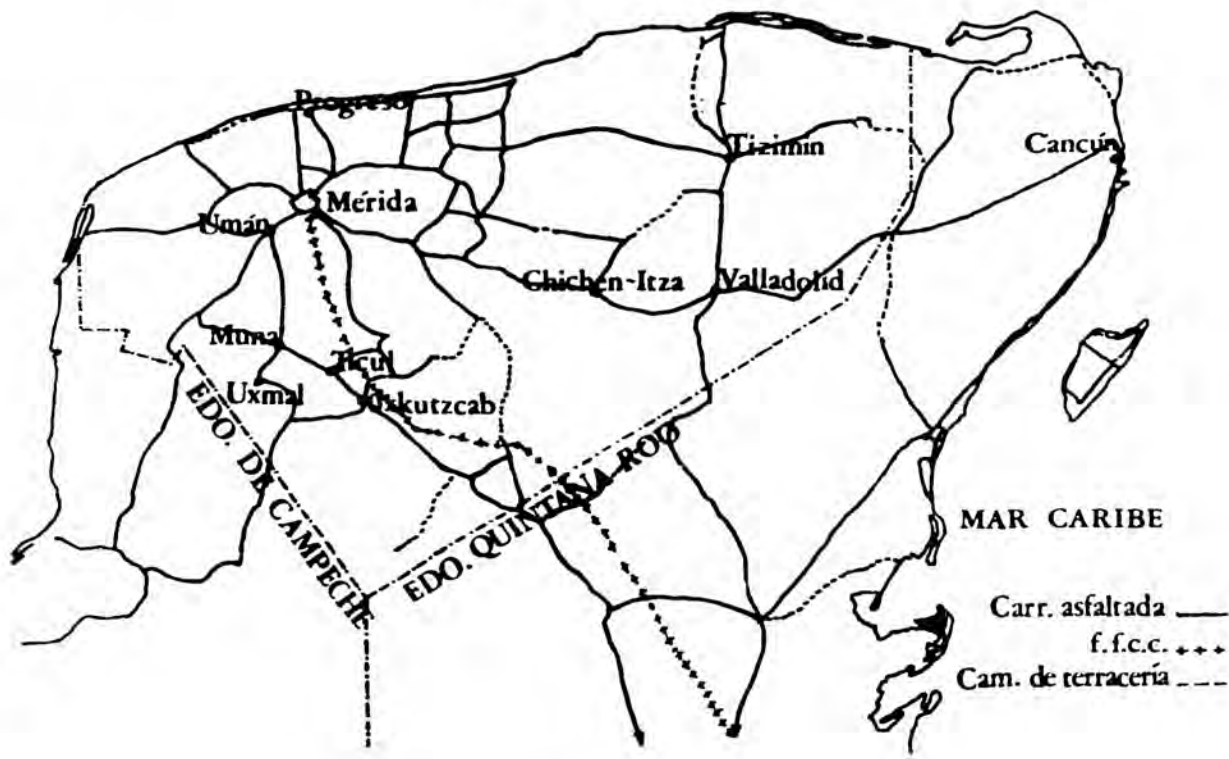 Progreso
Tizimín
Cancún
Mérida
Umán
Chichen-Itza
Valladolid
Muna
Ticul
Uxmal
Oxkutzcab
EDO. DE CAMPECHE
EDO. QUINTANA ROO
MAR CARIBE
Carr. asfaltada
f.f.c.c.
Cam. de terracería